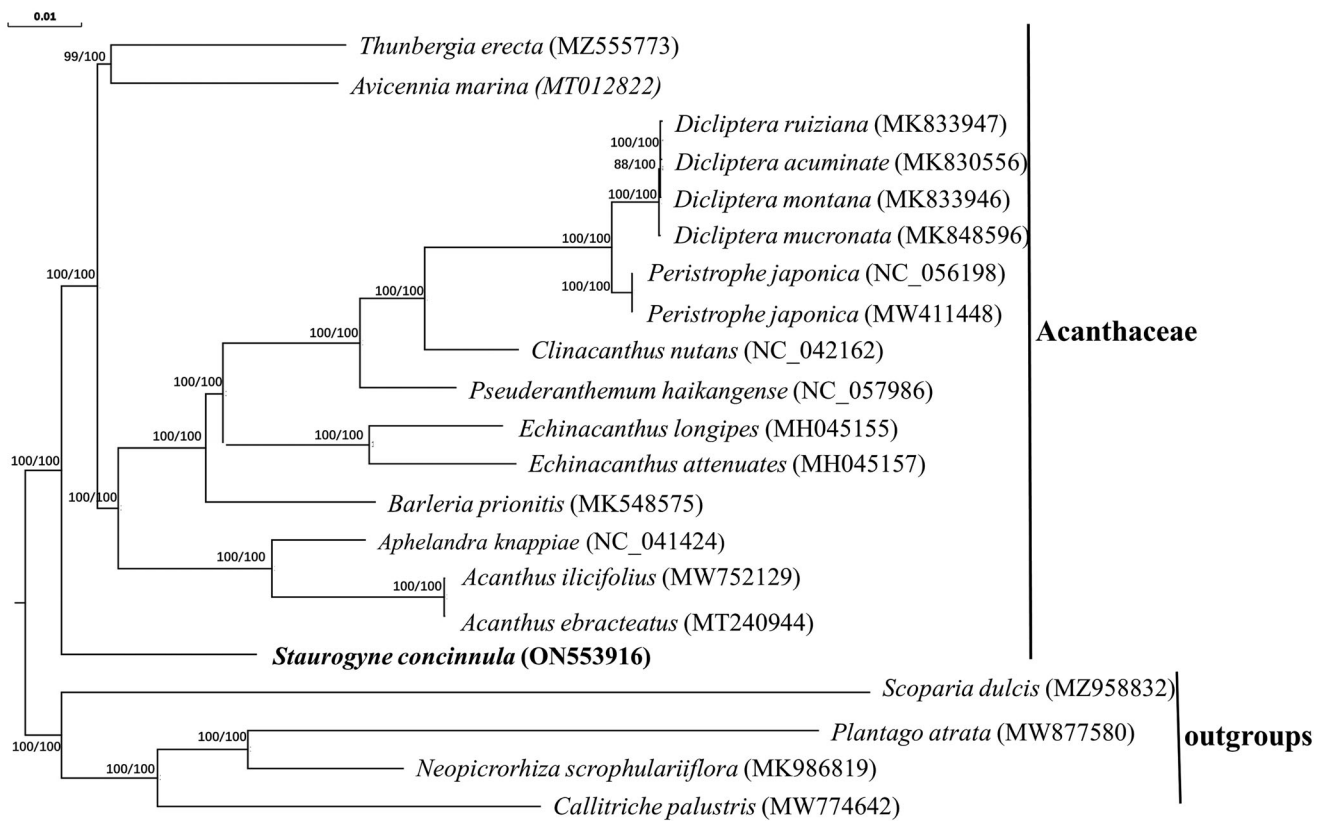 0.01
Thunbergia erecta (MZ555773)
99/100
Avicennia marina (MT012822)
Dicliptera ruiziana (MK833947)
100/100
88/100
Dicliptera acuminate (MK830556)
100/100
Dicliptera montana (MK833946)
Dicliptera mucronata (MK848596)
100/100
Peristrophe japonica (NC_056198)
100/100
100/100
Peristrophe japonica (MW411448)
100/100
Acanthaceae
100/100
Clinacanthus nutans (NC_042162)
100/100
Pseuderanthemum haikangense (NC_057986)
Echinacanthus longipes (MH045155)
100/100
100/100
Echinacanthus attenuates (MH045157)
100/100
100/100
Barleria prionitis (MK548575)
Aphelandra knappiae (NC_041424)
100/100
Acanthus ilicifolius (MW752129)
100/100
Acanthus ebracteatus (MT240944)
Staurogyne concinnula (ON553916)
Scoparia dulcis (MZ958832)
100/100
Plantago atrata (MW877580)
100/100
outgroups
100/100
Neopicrorhiza scrophulariiflora (MK986819)
Callitriche palustris (MW774642)